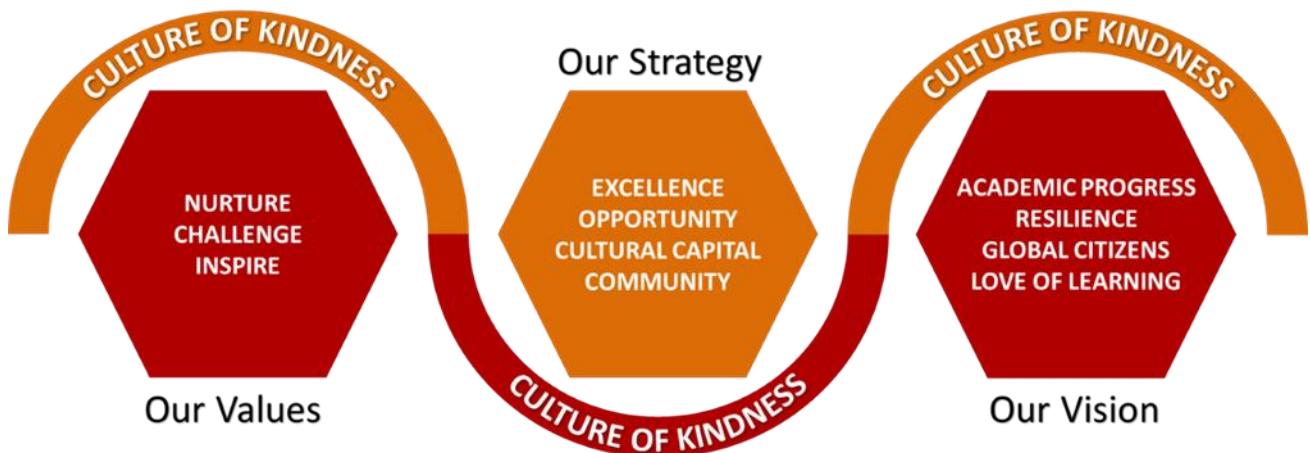 CULTURE OF KINDNESS
NURTURE
CHALLENGE
INSPIRE
Our Values
Our Strategy
EXCELLENCE
OPPORTUNITY
CULTURAL CAPITAL
COMMUNITY
CULTURE OF KINDNESS
CULTURE OF KINDNESS
ACADEMIC PROGRESS
RESILIENCE
GLOBAL CITIZENS
LOVE OF LEARNING
Our Vision